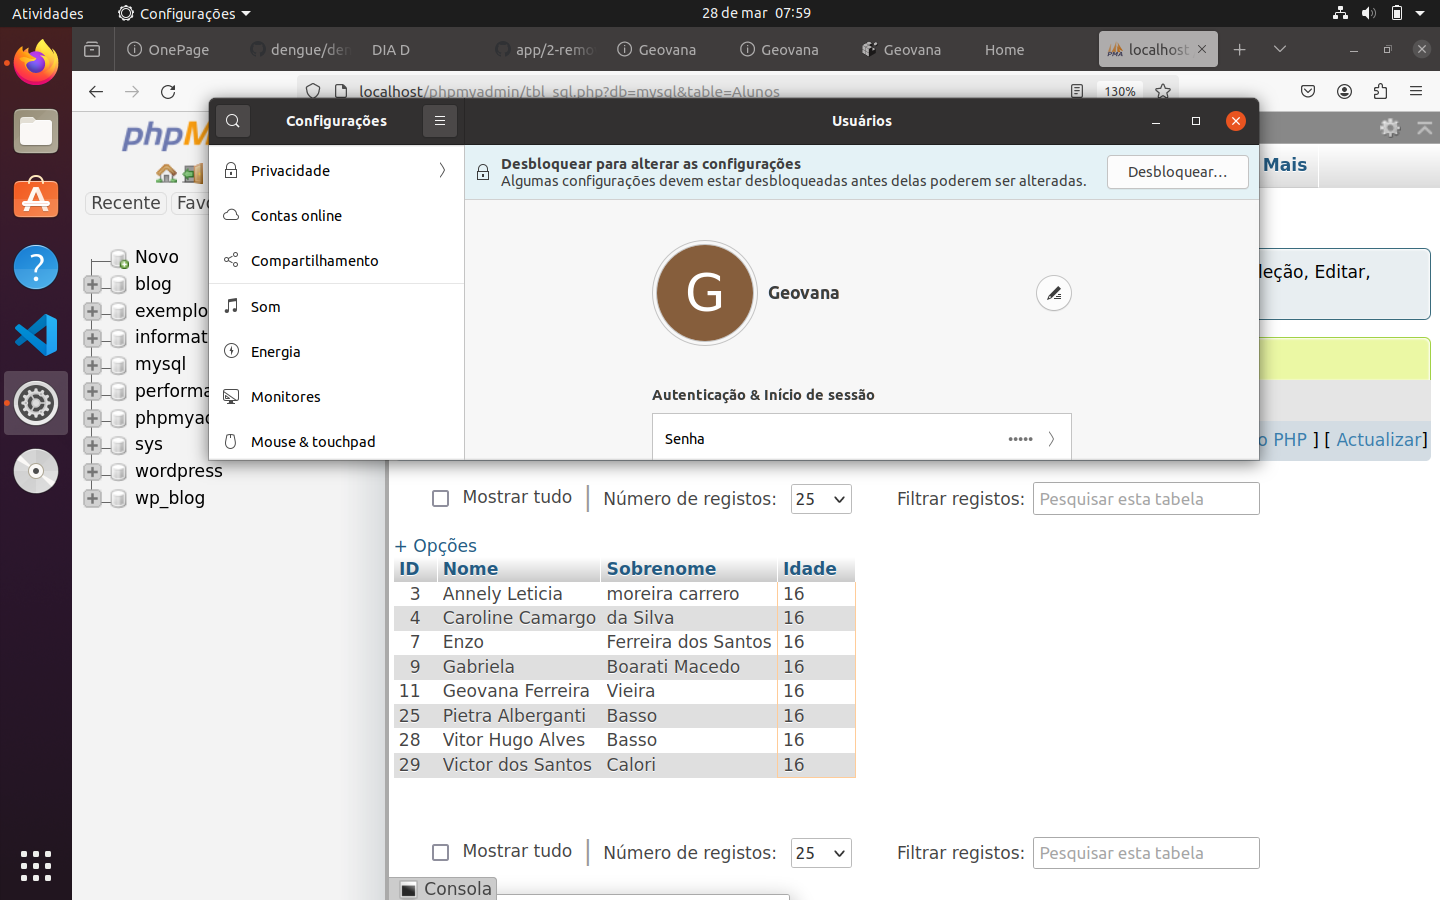 Atividades
Configurações
28 de mar 07:59
OnePage
dengue/den
DIA D
app/2-remo
Geovana
Geovana
Geovana
Home
localhost
localhost/phpmyadmin/tbl_sql.php?db=mysql&table=Alunos
130%
phpM
Recente
Favo
Novo
blog
exemplo
informat
mysql
performa
phpmyad
sys
wordpress
wp_blog
Configurações
Usuários
Privacidade
Contas online
Compartilhamento
Som
Energia
Monitores
Mouse & touchpad
Desbloquear para alterar as configurações
Algumas configurações devem estar desbloqueadas antes delas poderem ser alteradas.
Desbloquear...
G
Geovana
Autenticação & Início de sessão
Senha •••••
Mais
leção, Editar,
o PHP ] [ Actualizar]
Mostrar tudo
Número de registos: 25
Filtrar registos: Pesquisar esta tabela
+ Opções
ID Nome Sobrenome Idade
3 Annely Leticia moreira carrero 16
4 Caroline Camargo da Silva 16
7 Enzo Ferreira dos Santos 16
9 Gabriela Boarati Macedo 16
11 Geovana Ferreira Vieira 16
25 Pietra Alberganti Basso 16
28 Vitor Hugo Alves Basso 16
29 Victor dos Santos Calori 16
Mostrar tudo
Número de registos: 25
Filtrar registos: Pesquisar esta tabela
Consola